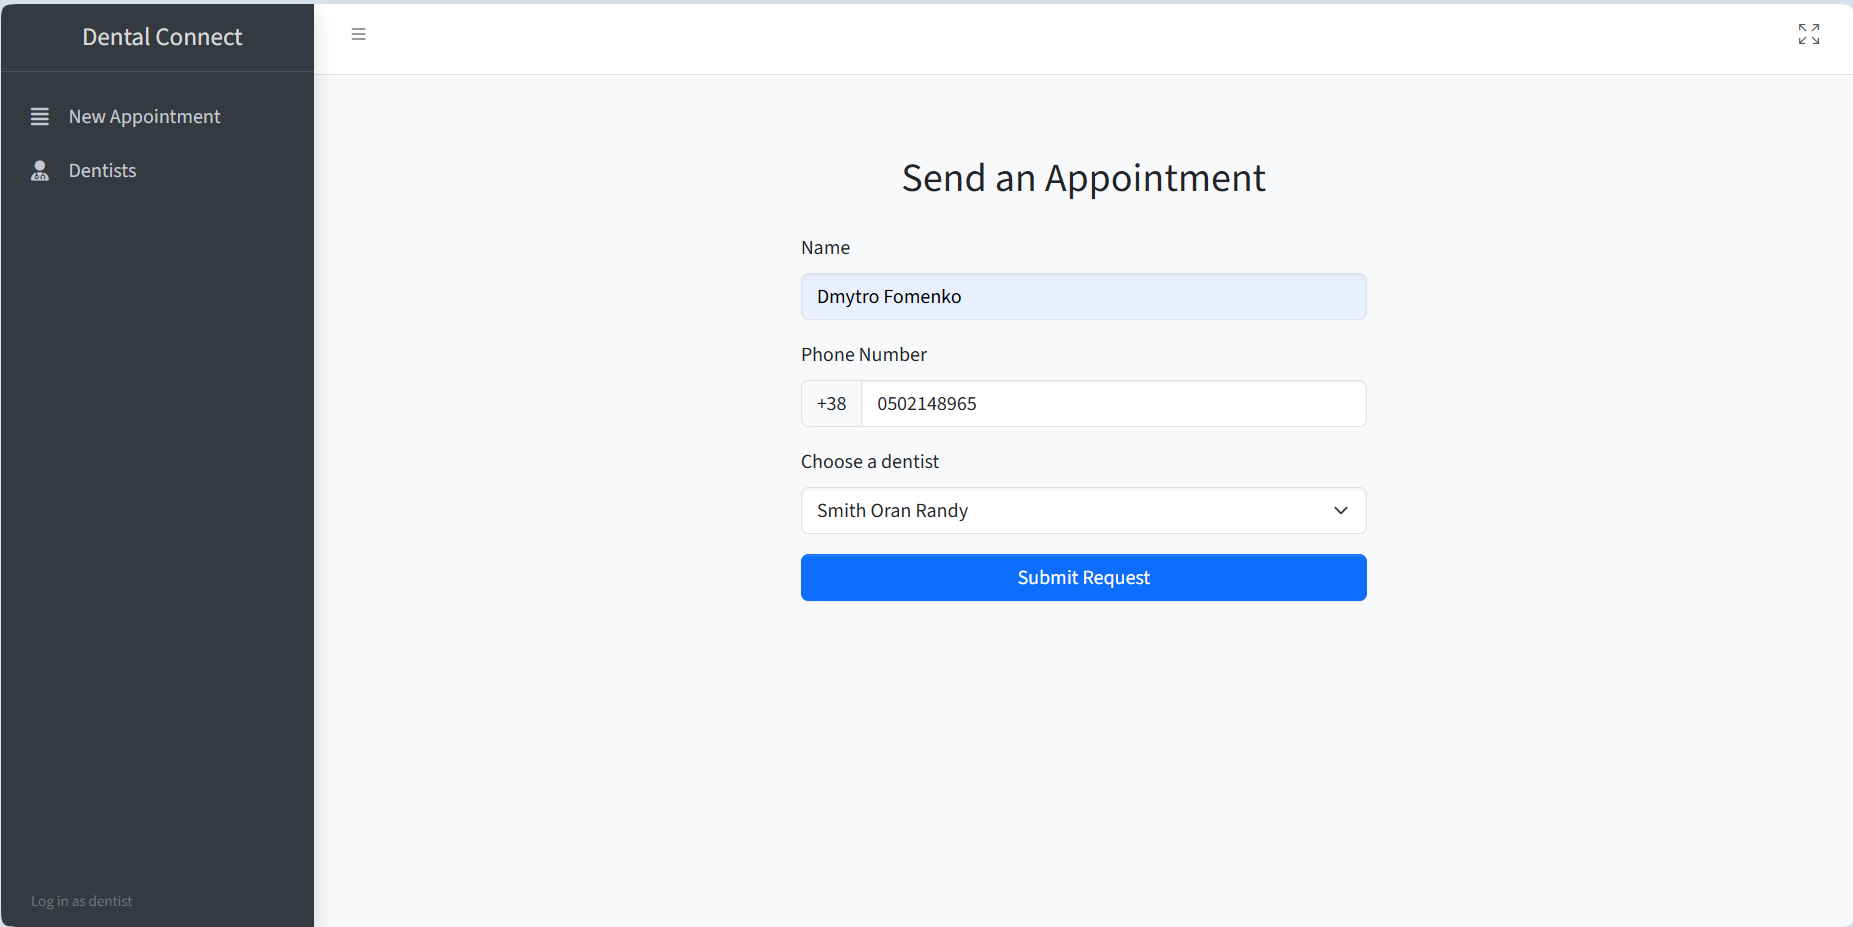 Dental Connect
New Appointment
Dentists
Log in as dentist
Send an Appointment
Name
Dmytro Fomenko
Phone Number
+38 0502148965
Choose a dentist
Smith Oran Randy
Submit Request